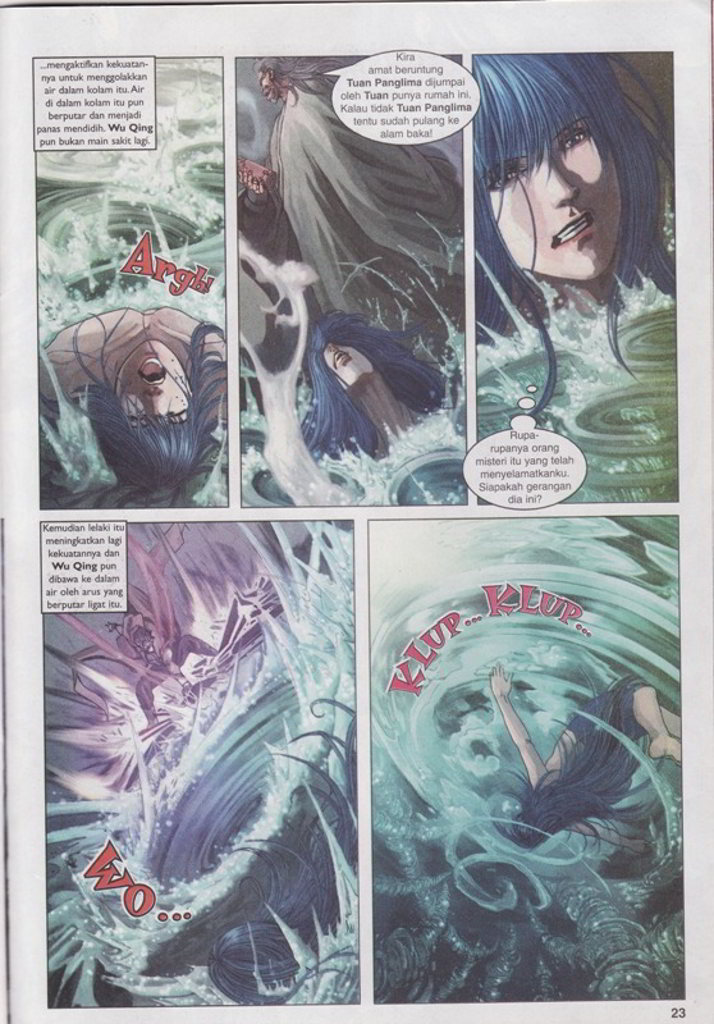 ...mengaktifkan kekuatan-
nya untuk menggolakkan
air dalam kolam itu. Air
di dalam kolam itu pun
berputar dan menjadi
panas mendidih. Wu Qing
pun bukan main sakit lagi.
Argh!
Kira
amat beruntung
Tuan Panglima dijumpai
oleh Tuan punya rumah ini.
Kalau tidak Tuan Panglima
tentu sudah pulang ke
alam baka!
Rupa-
rupanya orang
misteri itu yang telah
menyelamatkanku.
Siapakah gerangan
dia ini?
Kemudian lelaki itu
meningkatkan lagi
kekuatannya dan
Wu Qing pun
dibawa ke dalam
air oleh arus yang
berputar ligat itu.
WO...
KLUP... KLUP...
23